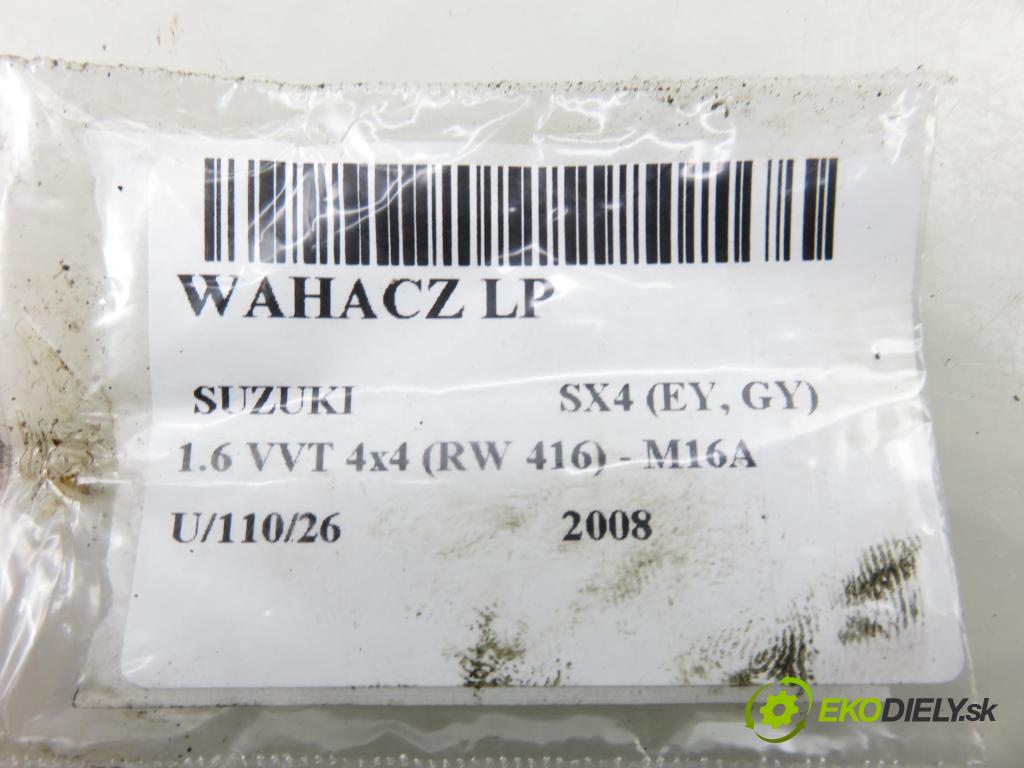 WAHACZ LP
SUZUKI SX4 (EY, GY)
1.6 VVT 4x4 (RW 416) - M16A
U/110/26 2008
EKODIELY.sk